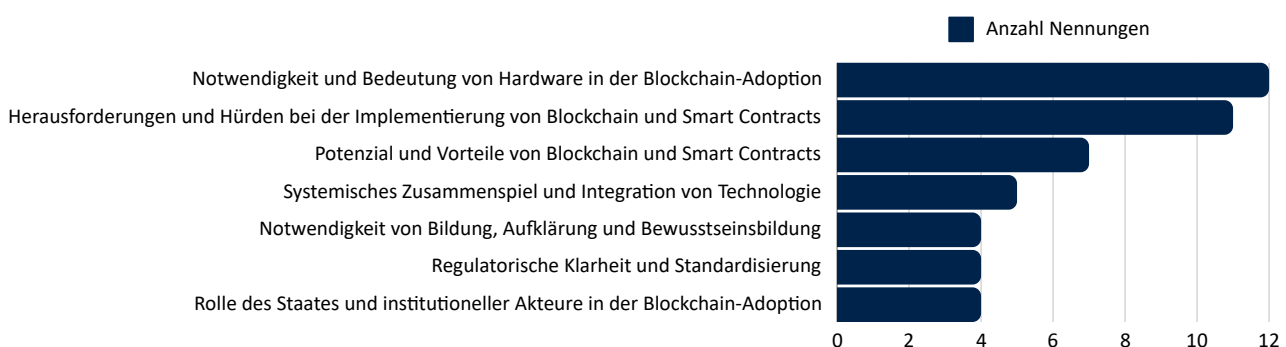 Anzahl Nennungen
Notwendigkeit und Bedeutung von Hardware in der Blockchain-Adoption
Herausforderungen und Hürden bei der Implementierung von Blockchain und Smart Contracts
Potenzial und Vorteile von Blockchain und Smart Contracts
Systemisches Zusammenspiel und Integration von Technologie
Notwendigkeit von Bildung, Aufklärung und Bewusstseinsbildung
Regulatorische Klarheit und Standardisierung
Rolle des Staates und institutioneller Akteure in der Blockchain-Adoption
0 2 4 6 8 10 12